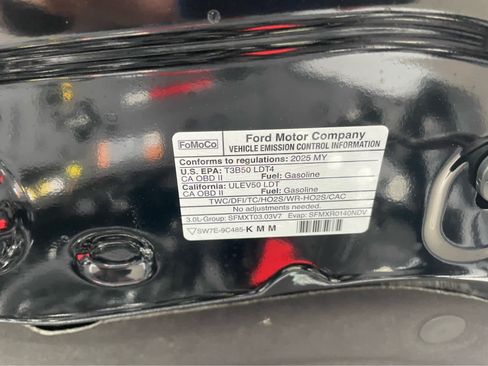 FoMoCo
Ford Motor Company
VEHICLE EMISSION CONTROL INFORMATION
Conforms to regulations: 2025 MY
U.S. EPA: T3B50 LDT4
CA OBD II Fuel: Gasoline
California: ULEV50 LDT
CA OBD II Fuel: Gasoline
TWC/DFI/TC/HO2S/WR-HO2S/CAC
No adjustments needed.
3.0L-Group: SFMXT03.03V7 Evap: SFMXR0140NDV
SW7E-9C485-KMM